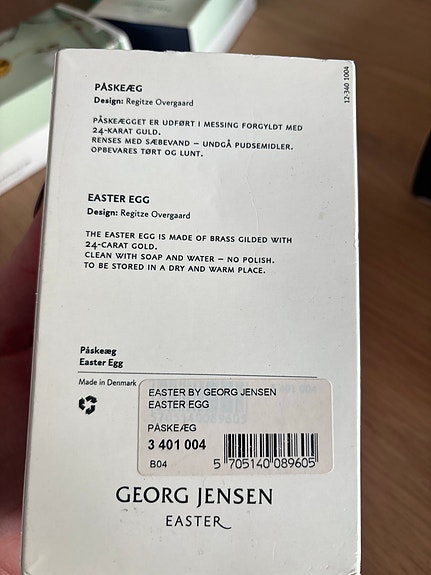 12-340 1004
PÅSKEÆG
Design: Regitze Overgaard
PÅSKEÆGGET ER UDFØRT I MESSING FORGYLDT MED
24-KARAT GULD.
RENSES MED SÆBEVAND – UNDGÅ PUDSEMIDLER.
OPBEVARES TØRT OG LUNT.
EASTER EGG
Design: Regitze Overgaard
THE EASTER EGG IS MADE OF BRASS GILDED WITH
24-CARAT GOLD.
CLEAN WITH SOAP AND WATER – NO POLISH.
TO BE STORED IN A DRY AND WARM PLACE.
Påskeæg
Easter Egg
Made in Denmark
EASTER BY GEORG JENSEN
EASTER EGG
PÅSKEÆG
3 401 004
B04
5 705140 089605
GEORG JENSEN
EASTER